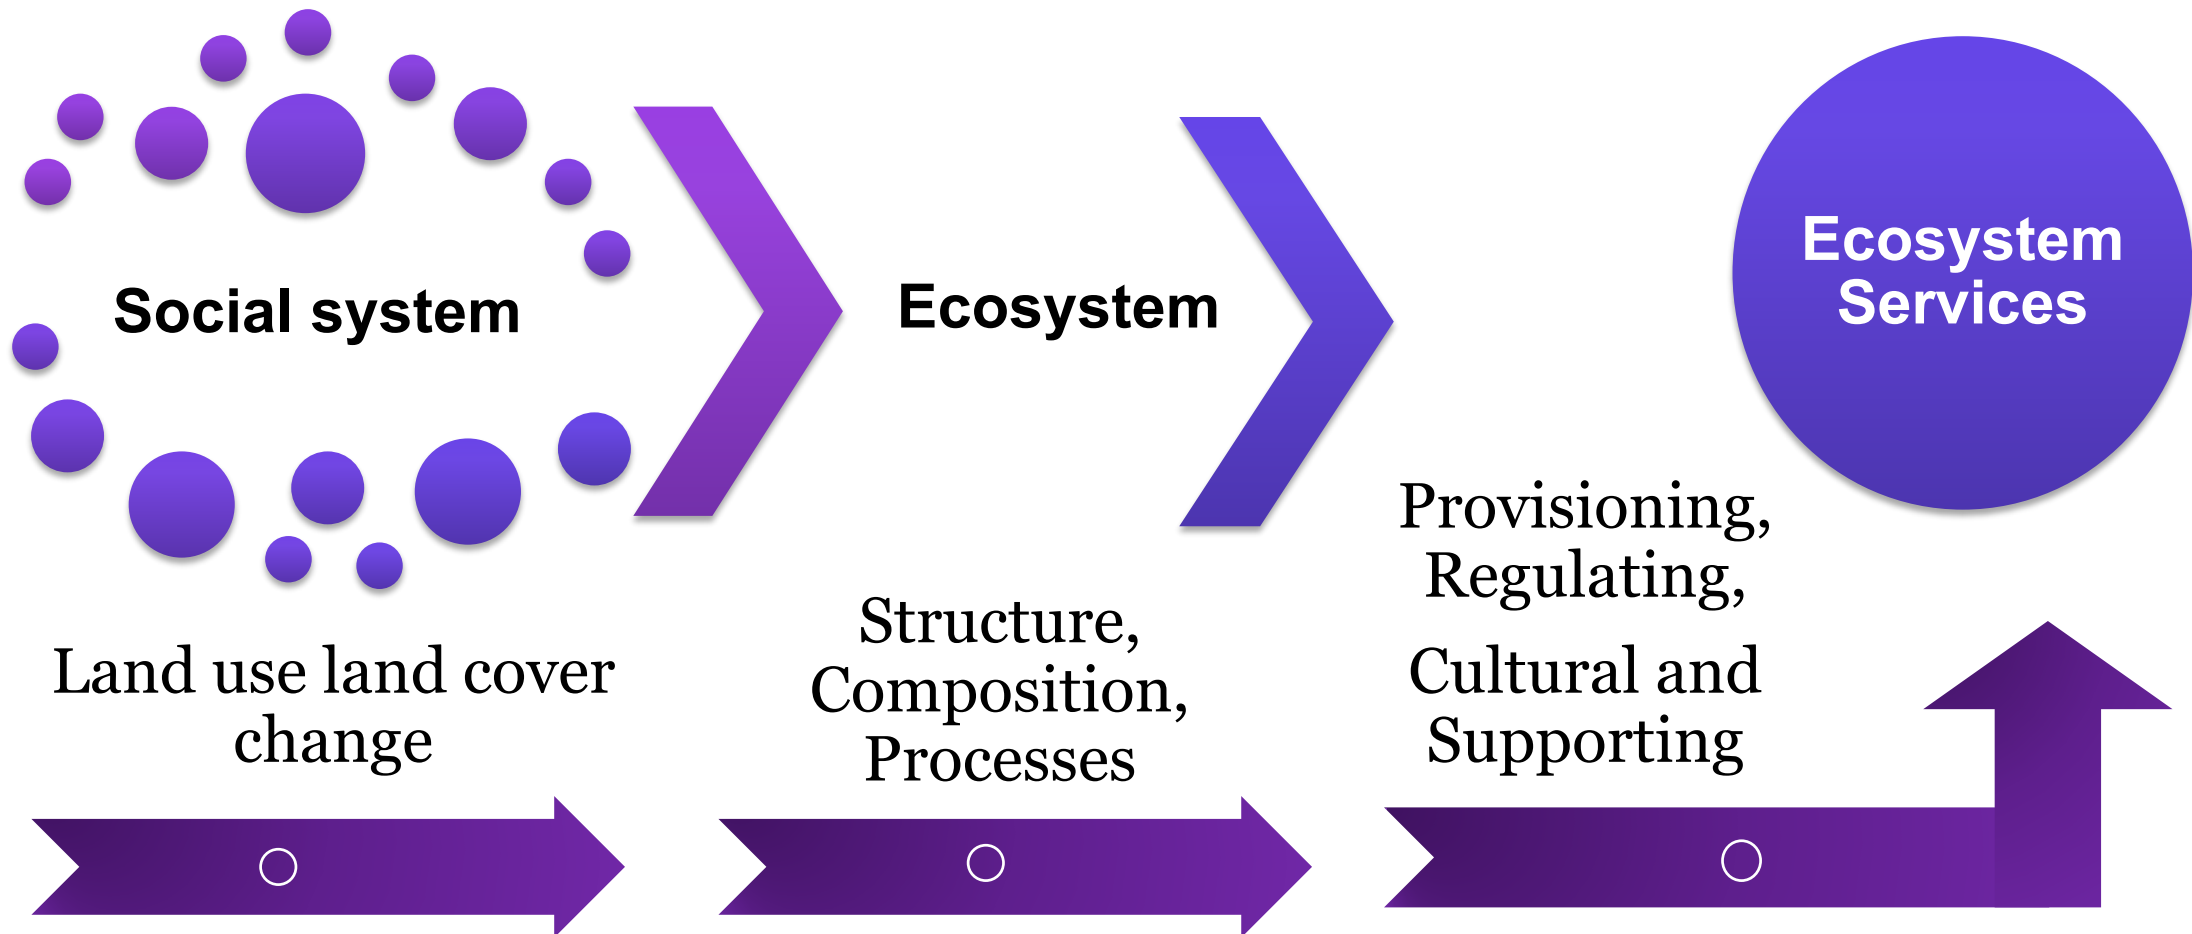 Social system
Ecosystem
Ecosystem
Services
Land use land cover
change
Structure,
Composition,
Processes
Provisioning,
Regulating,
Cultural and
Supporting